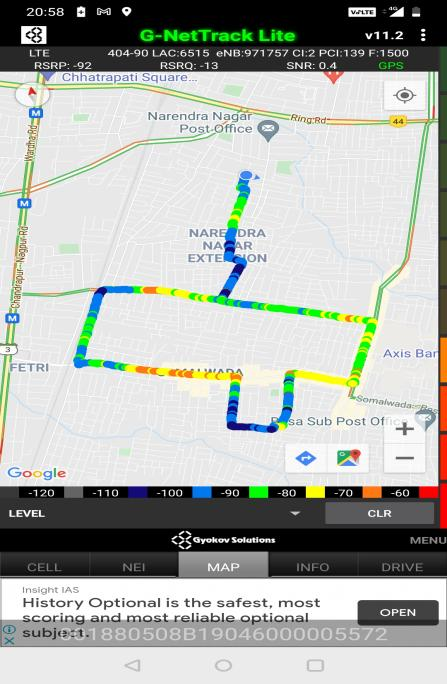 20:58 VoLTE 4G
G-NetTrack Lite v11.2
LTE 404-90 LAC:6515 eNB:971757 CI:2 PCI:139 F:1500
RSRP: -92 RSRQ: -13 SNR: 0.4 GPS
Chhatrapati Square...
Narendra Nagar
Post Office
Ring Rd
44
Wardha Rd
M
M
NARENDRA
NAGAR
EXTENSION
Chandrapur-Nagpur Rd
M
3
FETRI
Axis Ban
Somalwada-Bes
Sub Post Office
Google
-120 -110 -100 -90 -80 -70 -60
LEVEL CLR
Gyokov Solutions MENU
CELL NEI MAP INFO DRIVE
Insight IAS
History Optional is the safest, most
scoring and most reliable optional
subject.
OPEN